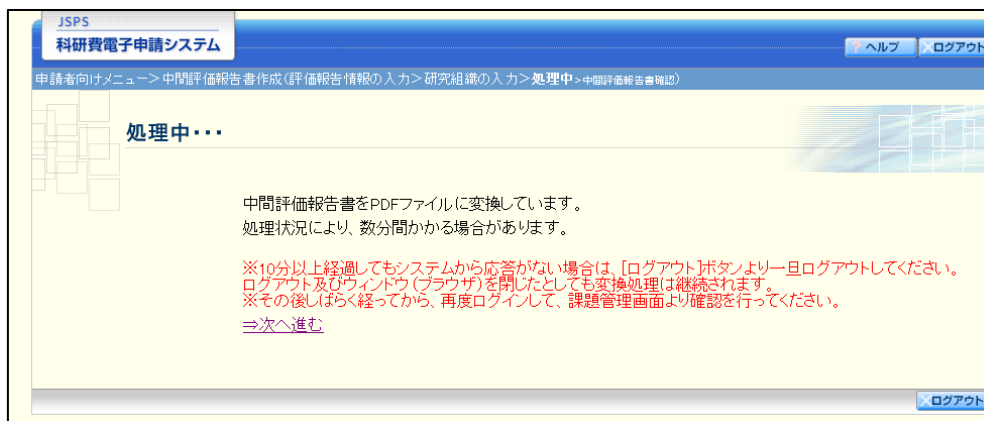 JSPS
科研費電子申請システム
? ヘルプ
ログアウト
申請者向けメニュー＞中間評価報告書作成(評価報告情報の入力＞研究組織の入力＞処理中＞中間評価報告書確認)
処理中・・・
中間評価報告書をPDFファイルに変換しています。
処理状況により、数分間かかる場合があります。
※10分以上経過してもシステムから応答がない場合は、[ログアウト]ボタンより一旦ログアウトしてください。
ログアウト及びウィンドウ（ブラウザ）を閉じたとしても変換処理は継続されます。
※その後しばらく経ってから、再度ログインして、課題管理画面より確認を行ってください。
⇒次へ進む
ログアウト